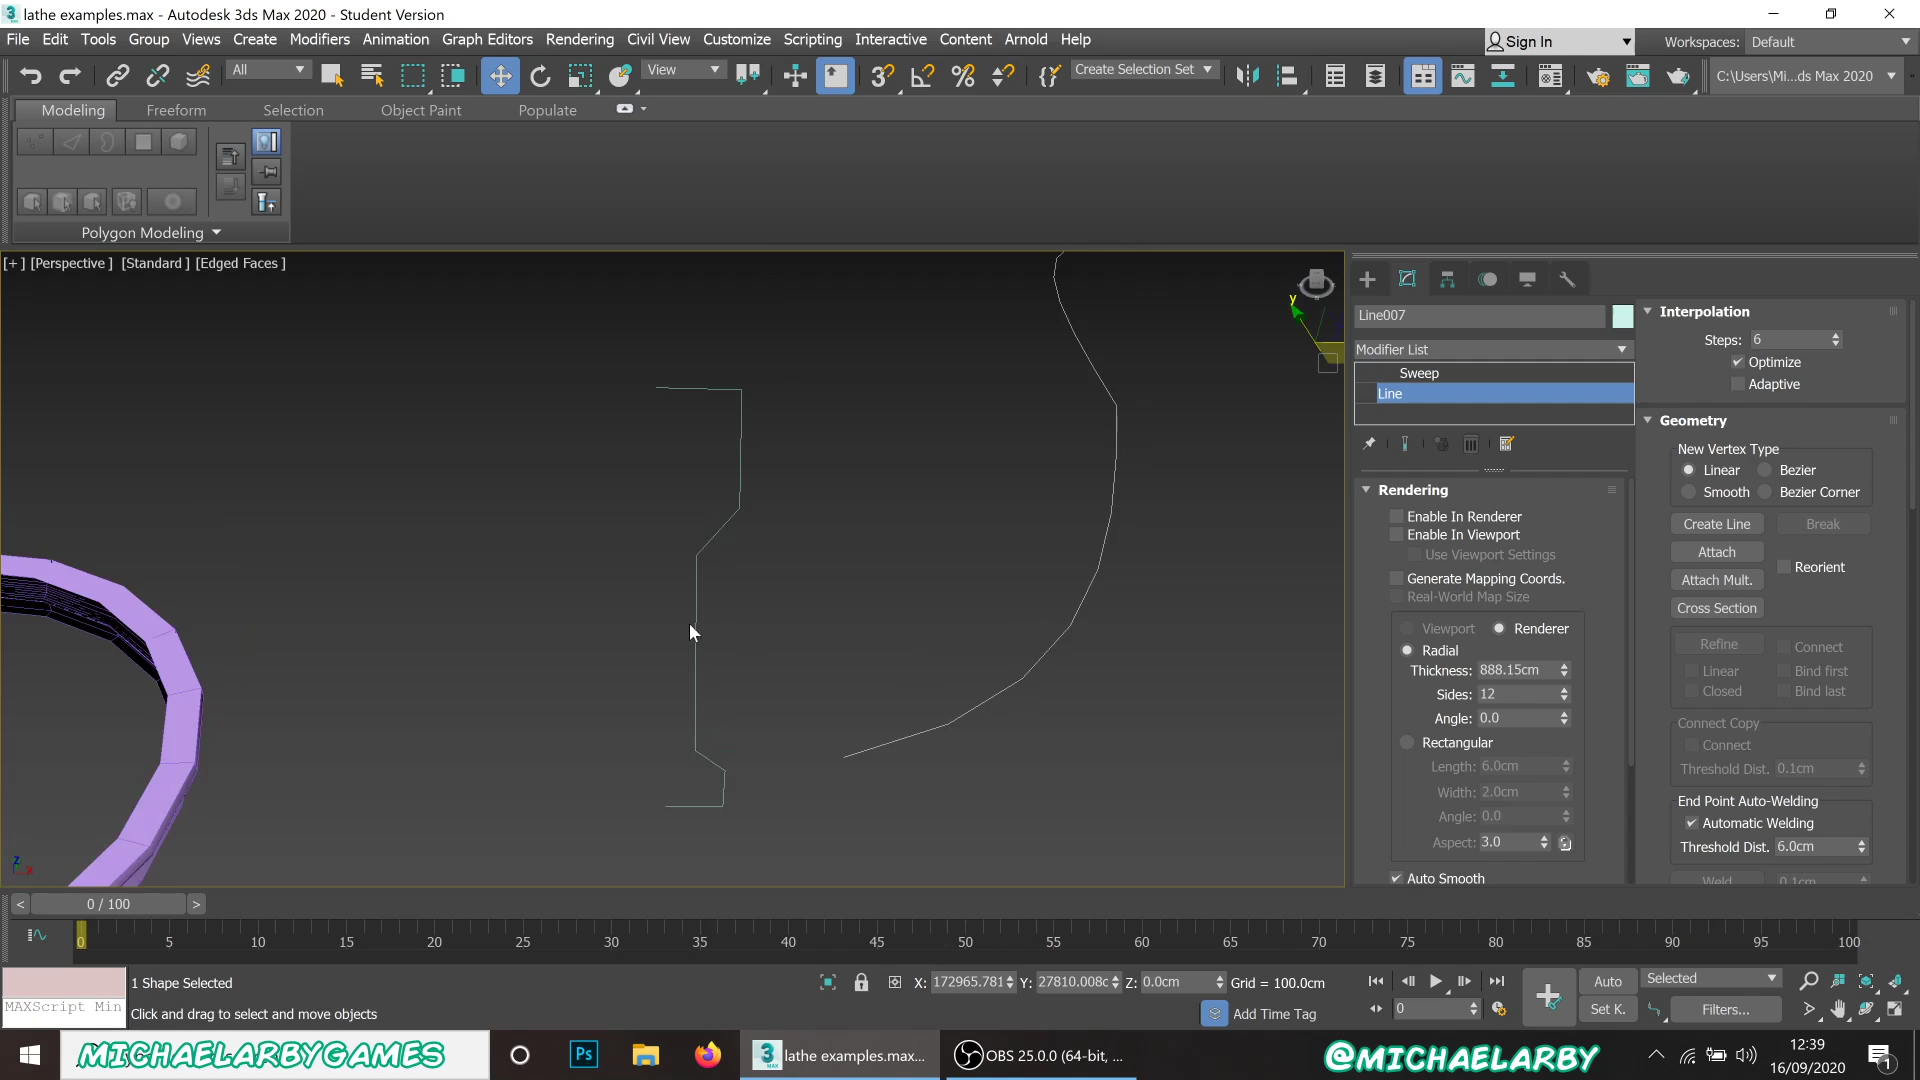 lathe examples.max - Autodesk 3ds Max 2020 - Student Version
File Edit Tools Group Views Create Modifiers Animation Graph Editors Rendering Civil View Customize Scripting Interactive Content Arnold Help
Sign In
Workspaces: Default
All
View
Create Selection Set
C:\Users\Mi...ds Max 2020
Modeling Freeform Selection Object Paint Populate
Polygon Modeling
[+] [Perspective] [Standard] [Edged Faces]
y
z
x
Line007
Modifier List
Sweep
Line
Rendering
Enable In Renderer
Enable In Viewport
Use Viewport Settings
Generate Mapping Coords.
Real-World Map Size
Viewport Renderer
Radial
Thickness: 888.15cm
Sides: 12
Angle: 0.0
Rectangular
Length: 6.0cm
Width: 2.0cm
Angle: 0.0
Aspect: 3.0
Auto Smooth
Interpolation
Steps: 6
Optimize
Adaptive
Geometry
New Vertex Type
Linear Bezier
Smooth Bezier Corner
Create Line Break
Attach
Reorient
Attach Mult.
Cross Section
Refine Connect
Linear Bind first
Closed Bind last
Connect Copy
Connect
Threshold Dist. 0.1cm
End Point Auto-Welding
Automatic Welding
Threshold Dist. 6.0cm
Weld 0.1cm
< 0 / 100 >
0 5 10 15 20 25 30 35 40 45 50 55 60 65 70 75 80 85 90 95 100
1 Shape Selected
X: 172965.781 Y: 27810.008c Z: 0.0cm Grid = 100.0cm
Auto Selected
MAXScript Min
Click and drag to select and move objects
Add Time Tag
0
Set K. Filters...
MICHAELARBYGAMES
Ps
lathe examples.max...
OBS 25.0.0 (64-bit, ...
@MICHAELARBY
12:39
16/09/2020
1